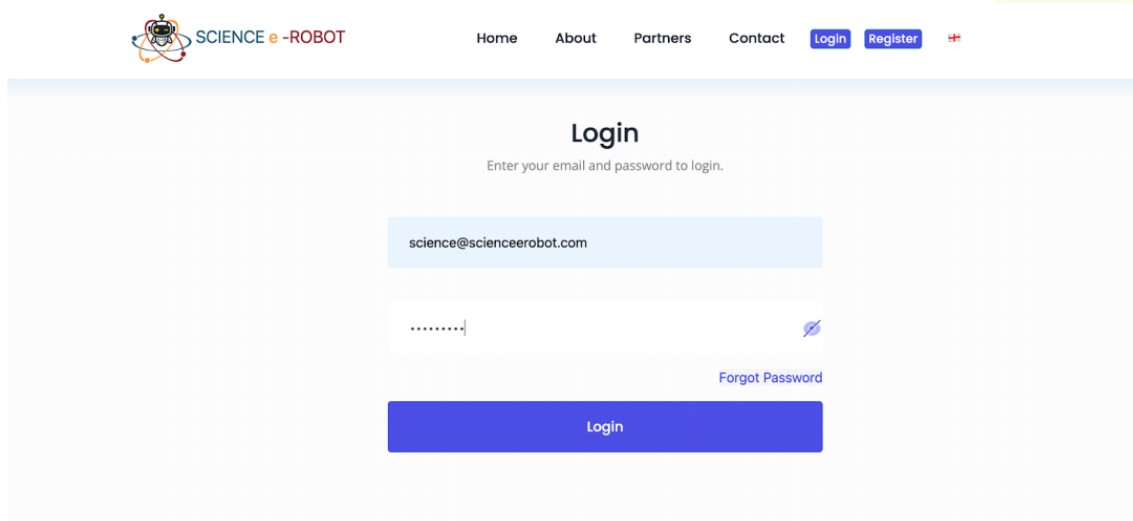 SCIENCE e -ROBOT
Home About Partners Contact Login Register
Login
Enter your email and password to login.
science@scienceerobot.com
•••••••••
Forgot Password
Login